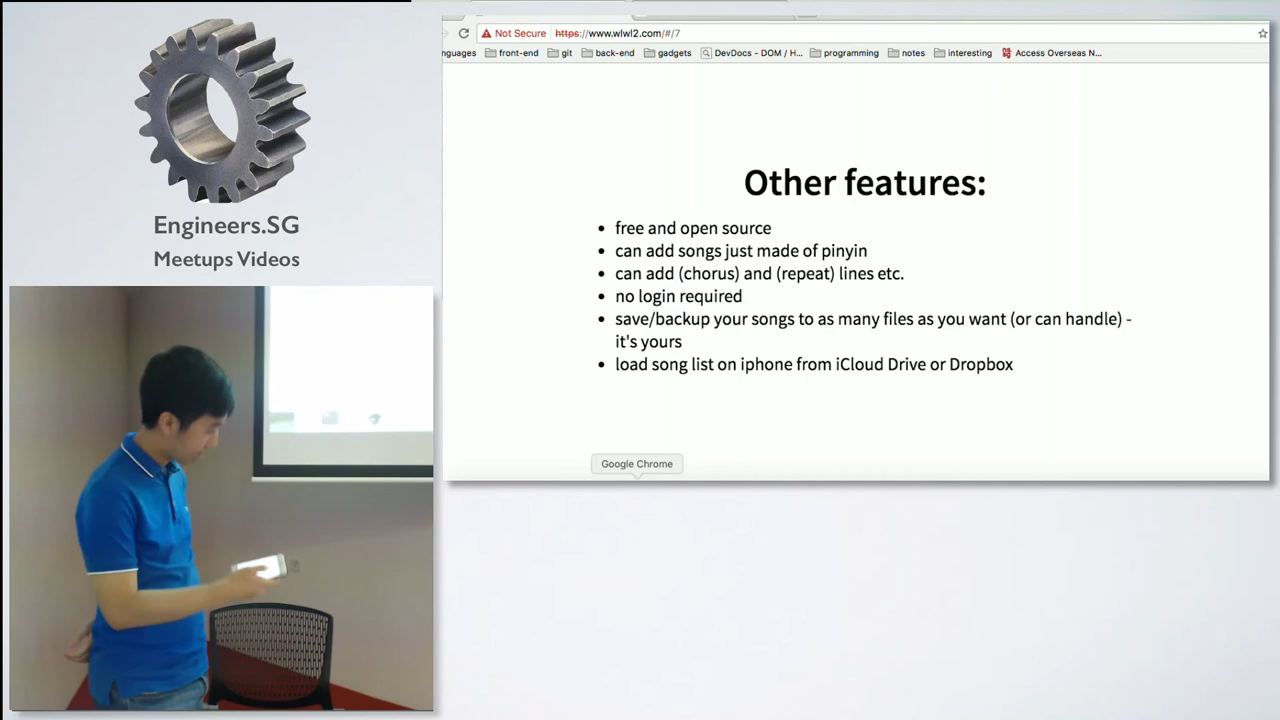 Engineers.SG
Meetups Videos
Not Secure
https://www.wlwl2.com/#/7
nguages
front-end
git
back-end
gadgets
DevDocs - DOM / H...
programming
notes
interesting
Access Overseas N...
Other features:
free and open source
can add songs just made of pinyin
can add (chorus) and (repeat) lines etc.
no login required
save/backup your songs to as many files as you want (or can handle) -
it's yours
load song list on iphone from iCloud Drive or Dropbox
Google Chrome